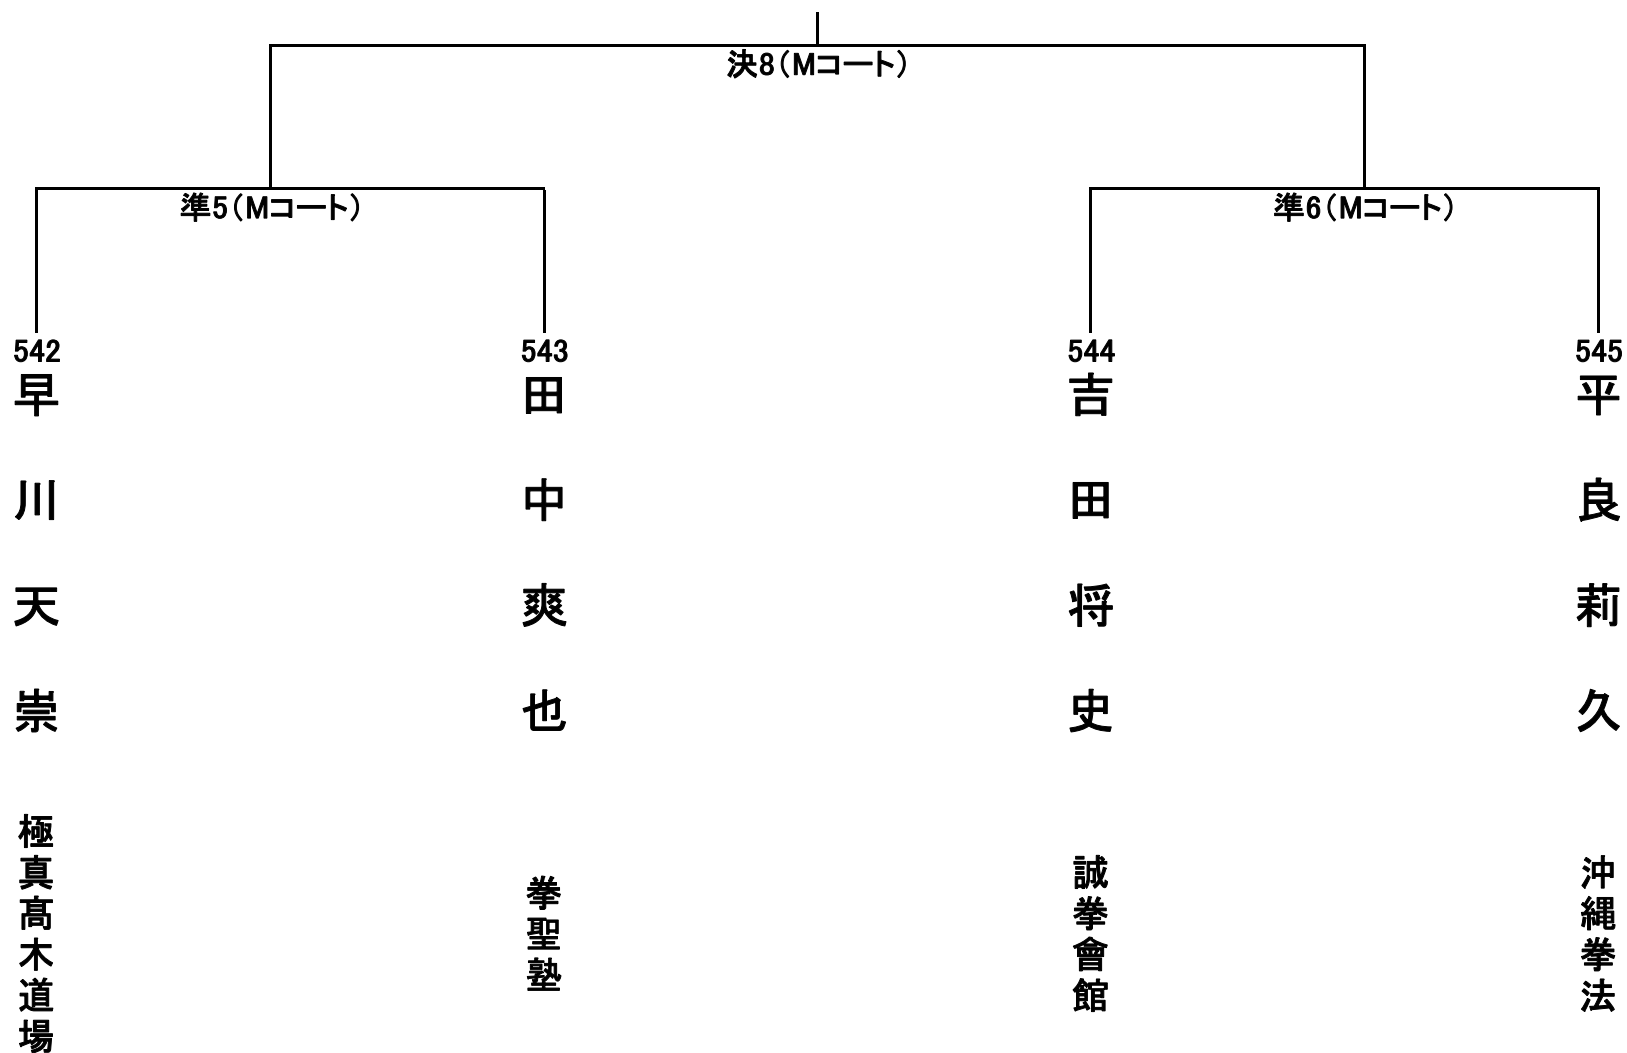 決8(Mコート)
準5(Mコート)
準6(Mコート)
542
543
544
545
早川天崇
田中爽也
吉田将史
平良莉久
極真髙木道場
拳聖塾
誠拳會館
沖縄拳法